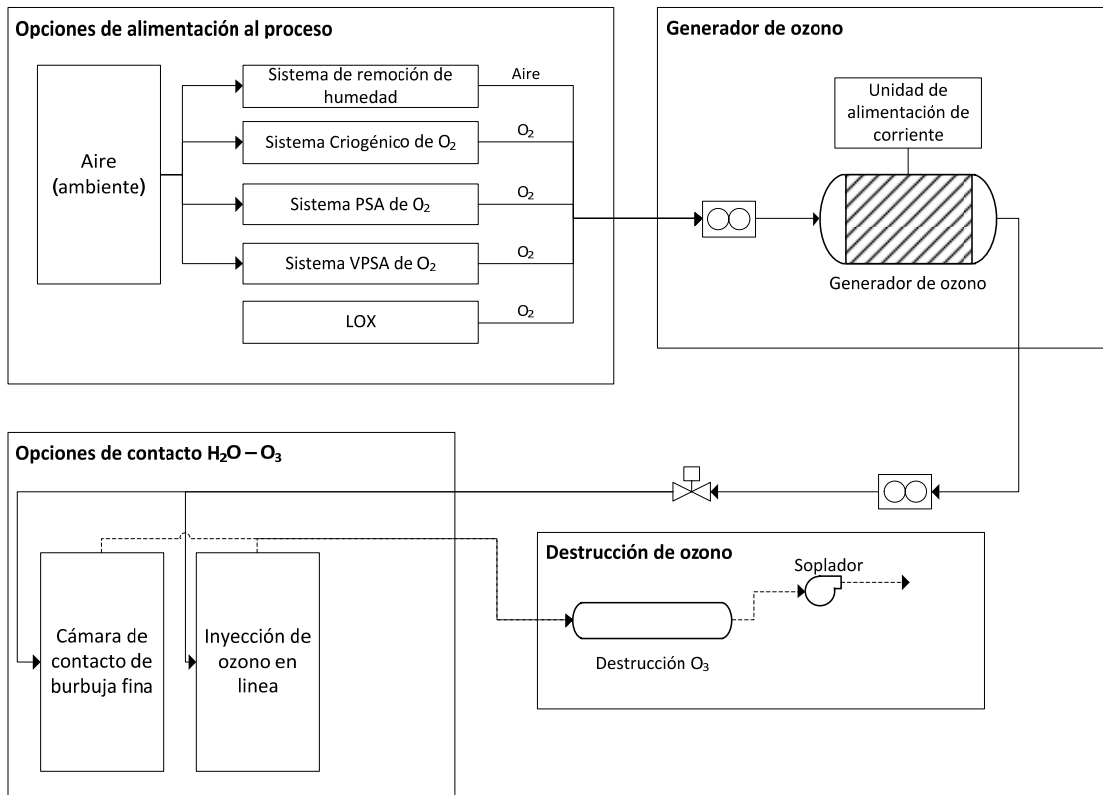 Opciones de alimentación al proceso
Aire
(ambiente)
Sistema de remoción de
humedad
Aire
Sistema Criogénico de O₂
O₂
Sistema PSA de O₂
O₂
Sistema VPSA de O₂
O₂
LOX
O₂
Generador de ozono
Unidad de
alimentación de
corriente
Generador de ozono
Opciones de contacto H₂O – O₃
Cámara de
contacto de
burbuja fina
Inyección de
ozono en
linea
Destrucción de ozono
Soplador
Destrucción O₃